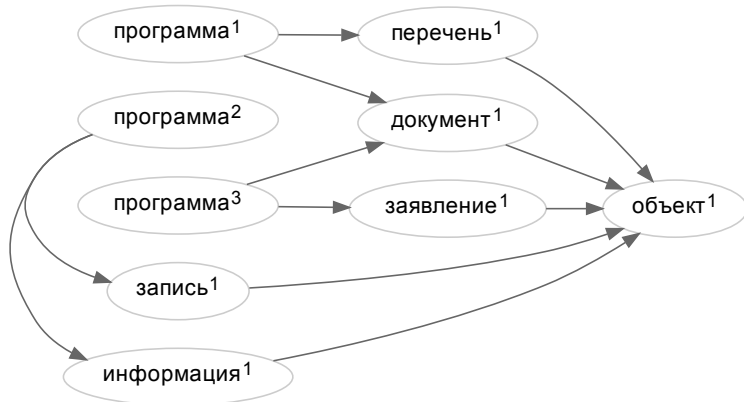 программа¹ перечень¹
программа² документ¹
программа³ заявление¹ объект¹
запись¹
информация¹